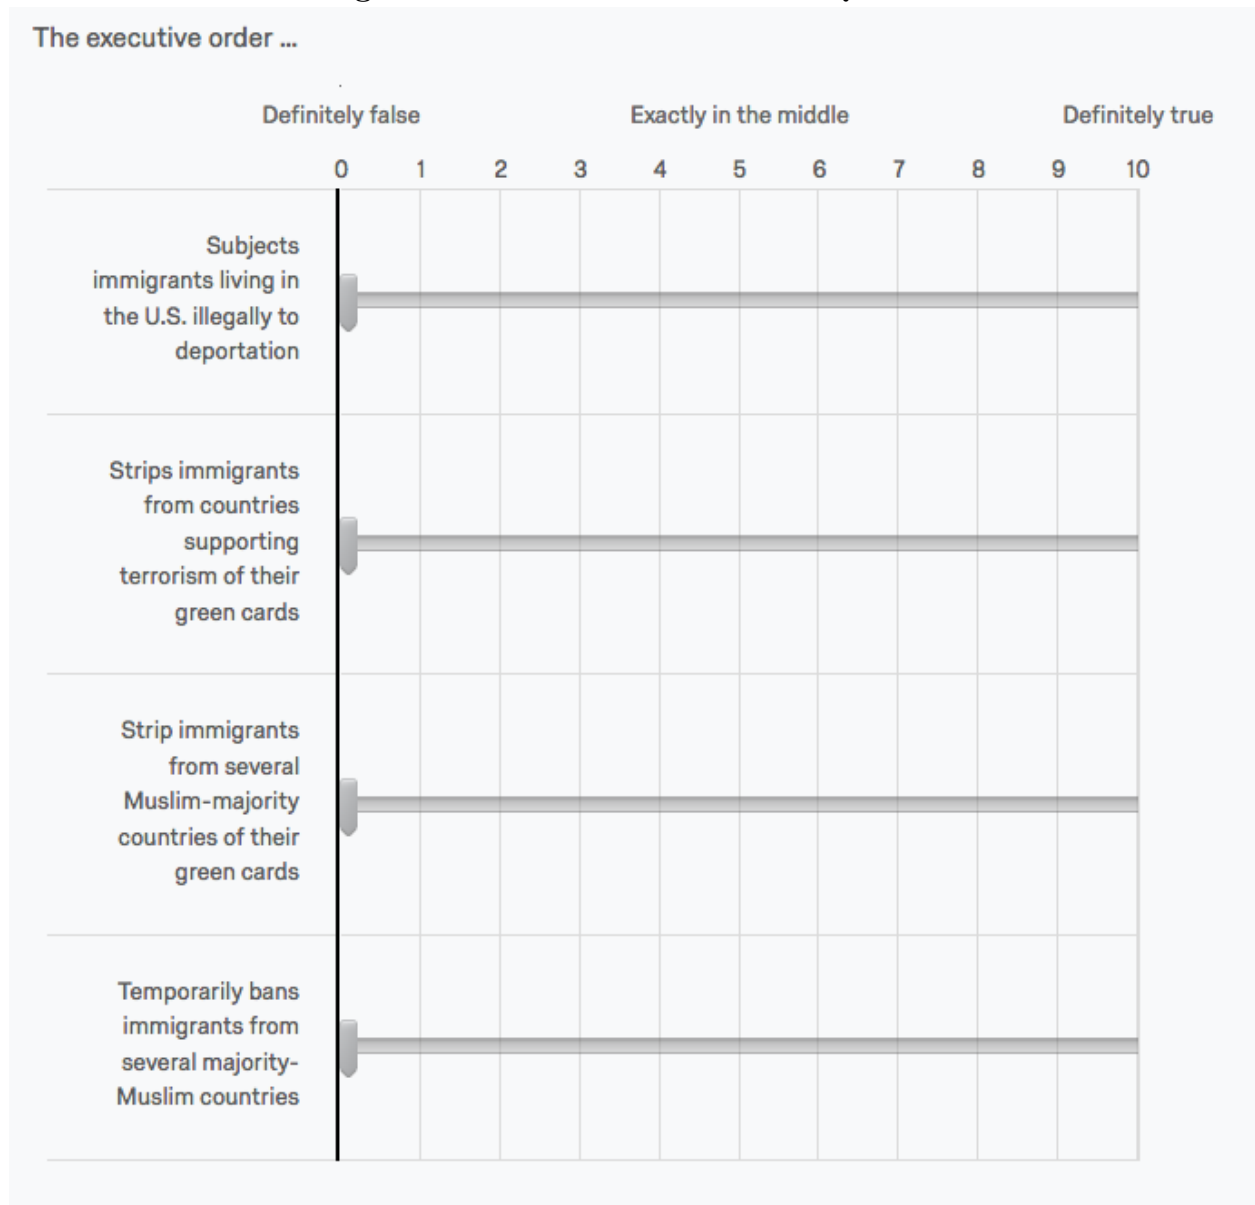 The executive order ...
Definitely false Exactly in the middle Definitely true
0 1 2 3 4 5 6 7 8 9 10
Subjects
immigrants living in
the U.S. illegally to
deportation
Strips immigrants
from countries
supporting
terrorism of their
green cards
Strip immigrants
from several
Muslim-majority
countries of their
green cards
Temporarily bans
immigrants from
several majority-
Muslim countries